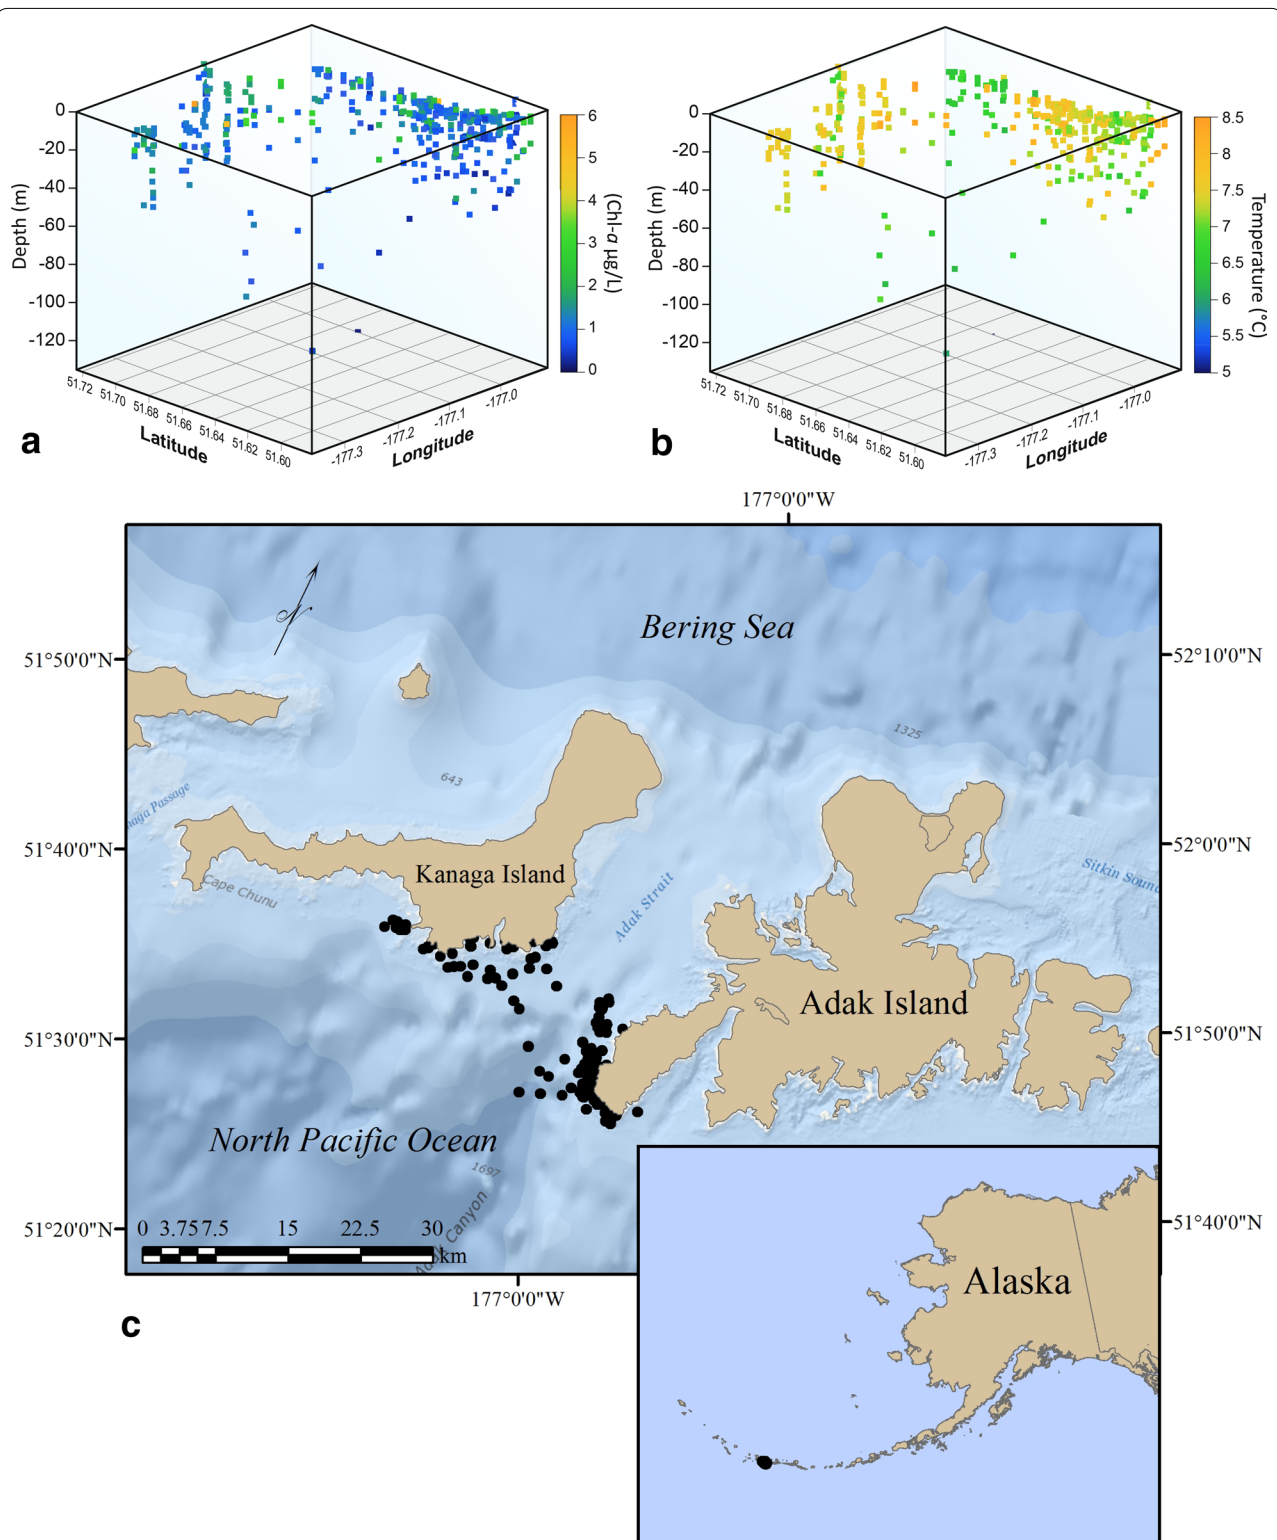 0
-20
-40
-60
-80
-100
-120
Depth (m)
51.72 51.70 51.68 51.66 51.64 51.62 51.60
Latitude
-177.3 -177.2 -177.1 -177.0
Longitude
6
5
4
3
2
1
0
(Chl-a µg/L)
a
0
-20
-40
-60
-80
-100
-120
Depth (m)
51.72 51.70 51.68 51.66 51.64 51.62 51.60
Latitude
-177.3 -177.2 -177.1 -177.0
Longitude
8.5
8
7.5
7
6.5
6
5.5
5
Temperature (°C)
b
177°0'0"W
N
Bering Sea
51°50'0"N
52°10'0"N
1325
643
51°40'0"N
52°0'0"N
Kanaga Island
Cape Chunu
Adak Strait
Sitkin Sound
Adak Island
51°30'0"N
51°50'0"N
North Pacific Ocean
1697
Canyon
51°20'0"N
51°40'0"N
0 3.75 7.5 15 22.5 30
km
177°0'0"W
Alaska
c